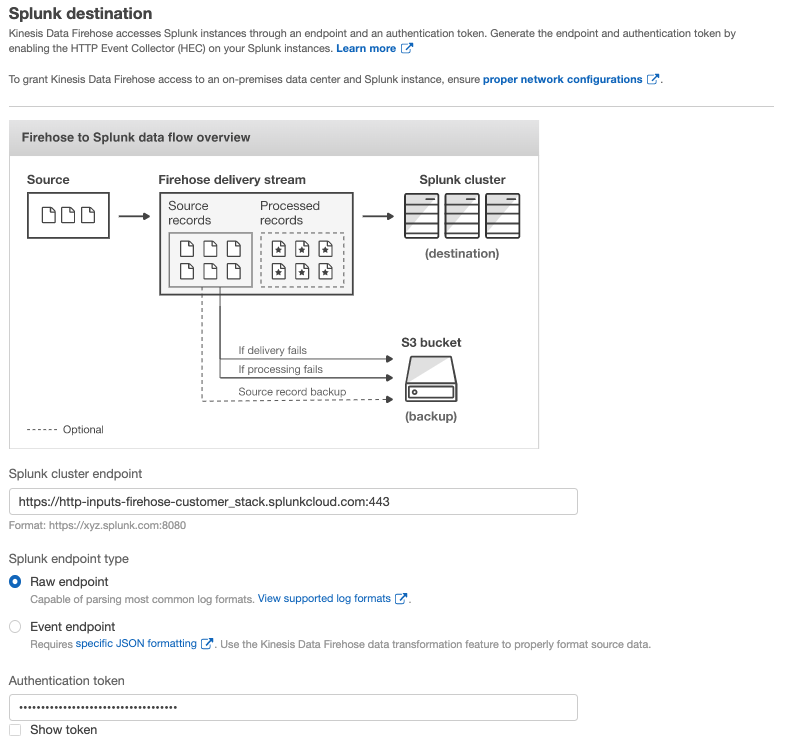 Splunk destination
Kinesis Data Firehose accesses Splunk instances through an endpoint and an authentication token. Generate the endpoint and authentication token by
enabling the HTTP Event Collector (HEC) on your Splunk instances. Learn more
To grant Kinesis Data Firehose access to an on-premises data center and Splunk instance, ensure proper network configurations.
Firehose to Splunk data flow overview
Source
Firehose delivery stream
Splunk cluster
Source
records
Processed
records
(destination)
S3 bucket
If delivery fails
If processing fails
Source record backup
(backup)
------ Optional
Splunk cluster endpoint
https://http-inputs-firehose-customer_stack.splunkcloud.com:443
Format: https://xyz.splunk.com:8080
Splunk endpoint type
Raw endpoint
Capable of parsing most common log formats. View supported log formats.
Event endpoint
Requires specific JSON formatting. Use the Kinesis Data Firehose data transformation feature to properly format source data.
Authentication token
••••••••••••••••••••••••••••••••••••
Show token